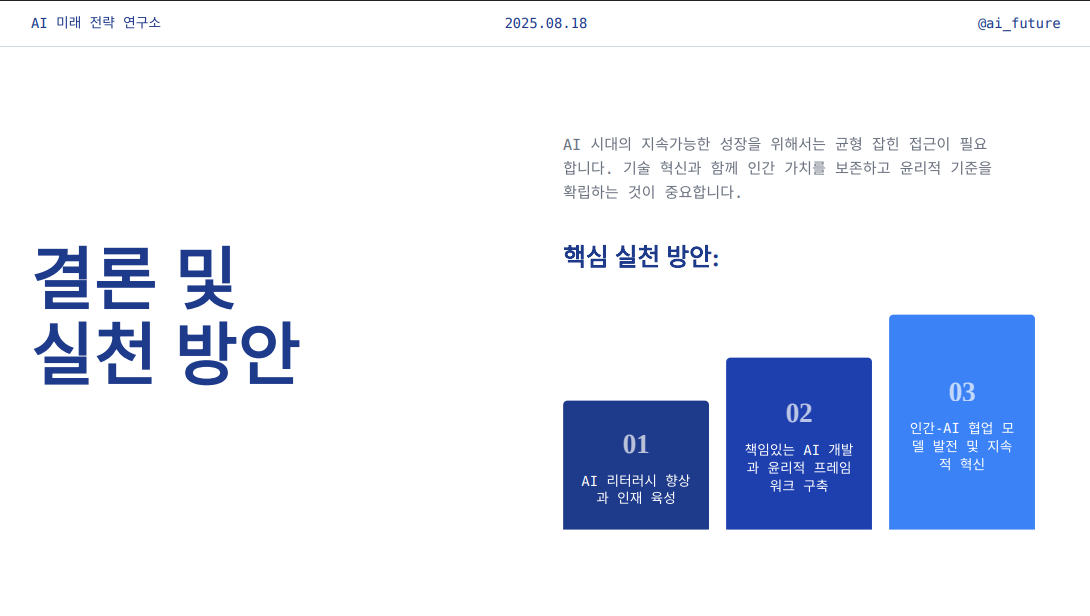 AI 미래 전략 연구소
2025.08.18
@ai_future
결론 및
실천 방안
AI 시대의 지속가능한 성장을 위해서는 균형 잡힌 접근이 필요
합니다. 기술 혁신과 함께 인간 가치를 보존하고 윤리적 기준을
확립하는 것이 중요합니다.
핵심 실천 방안:
01
AI 리터러시 향상
과 인재 육성
02
책임있는 AI 개발
과 윤리적 프레임
워크 구축
03
인간-AI 협업 모
델 발전 및 지속
적 혁신